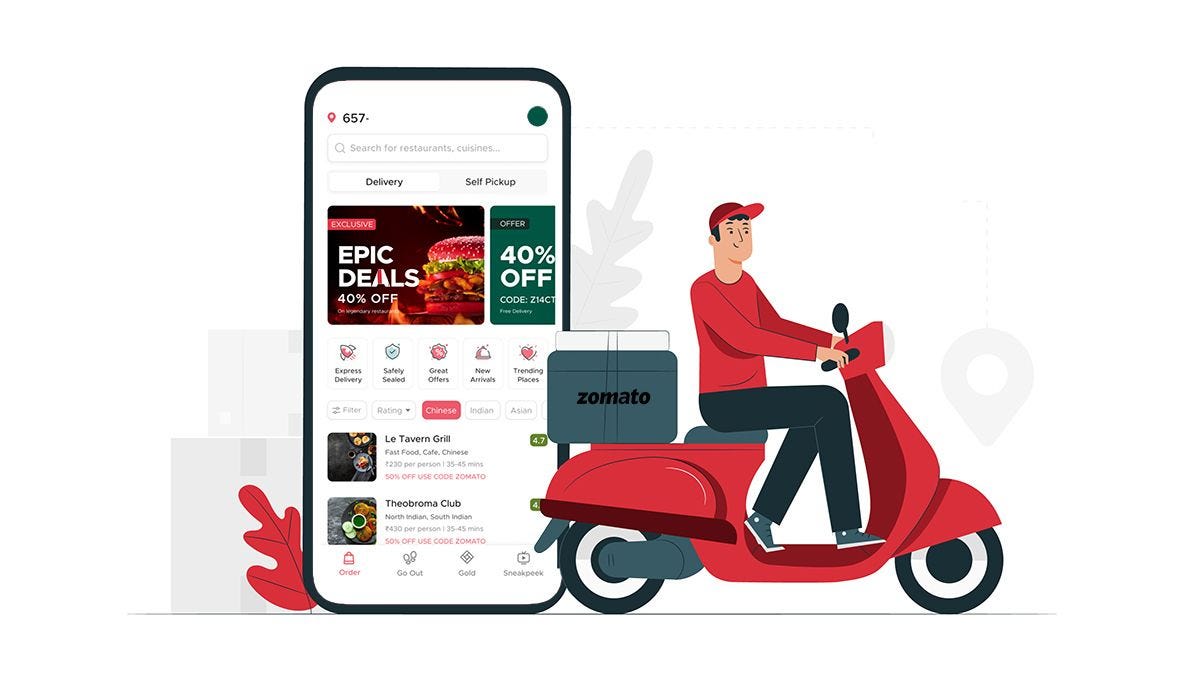 657-
Search for restaurants, cuisines...
Delivery Self Pickup
EXCLUSIVE
EPIC
DEALS
40% OFF
On legendary restaurants
OFFER
40%
OFF
CODE: Z14CT
Free Delivery
Express
Delivery
Safely
Sealed
Great
Offers
New
Arrivals
Trending
Places
Filter Rating Chinese Indian Asian
Le Tavern Grill 4.7
Fast Food, Cafe, Chinese
₹230 per person | 35-45 mins
50% OFF USE CODE ZOMATO
Theobroma Club
North Indian, South Indian
₹430 per person | 35-45 mins
50% OFF USE CODE ZOMATO
Order Go Out Gold Sneakpeek
zomato